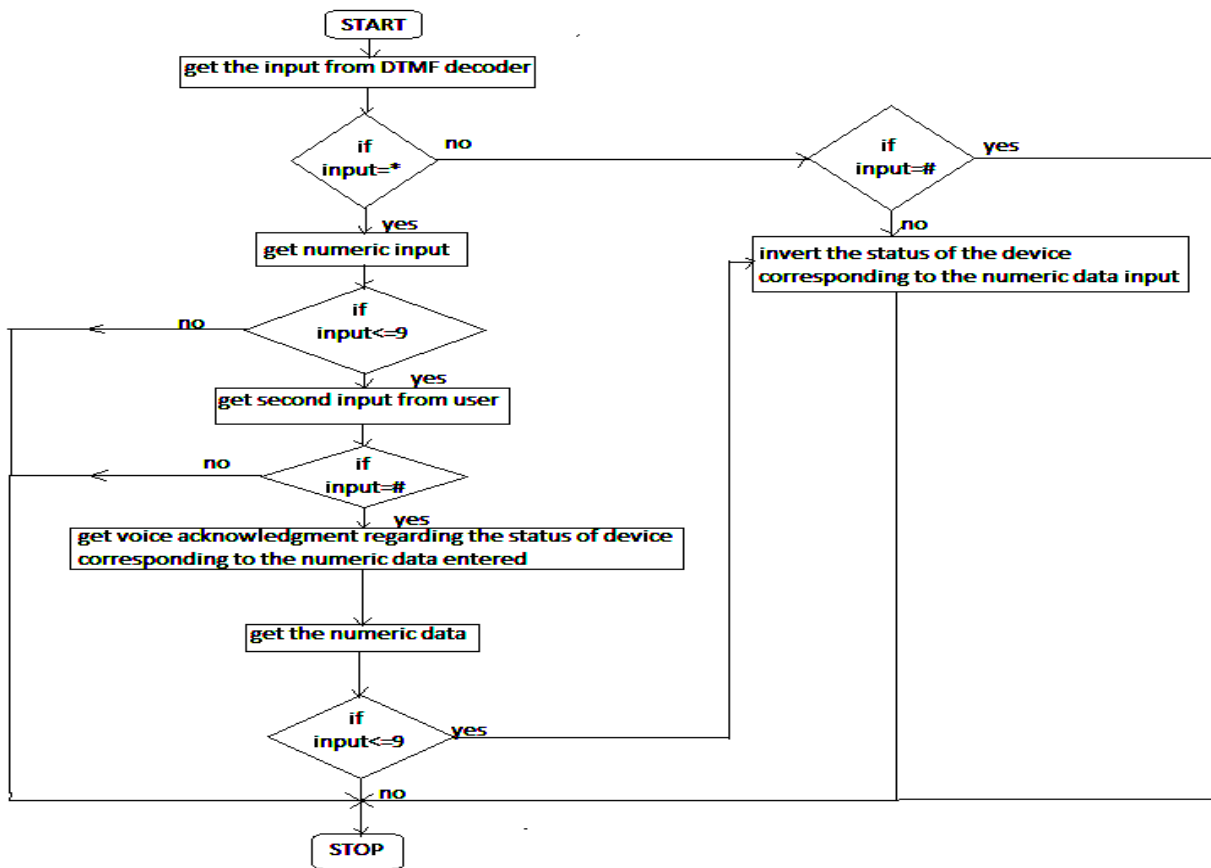 START
get the input from DTMF decoder
if
input=*
no
yes
if
input=#
yes
no
get numeric input
invert the status of the device
corresponding to the numeric data input
if
input<=9
no
yes
get second input from user
if
input=#
no
yes
get voice acknowledgment regarding the status of device
corresponding to the numeric data entered
get the numeric data
if
input<=9
yes
no
STOP